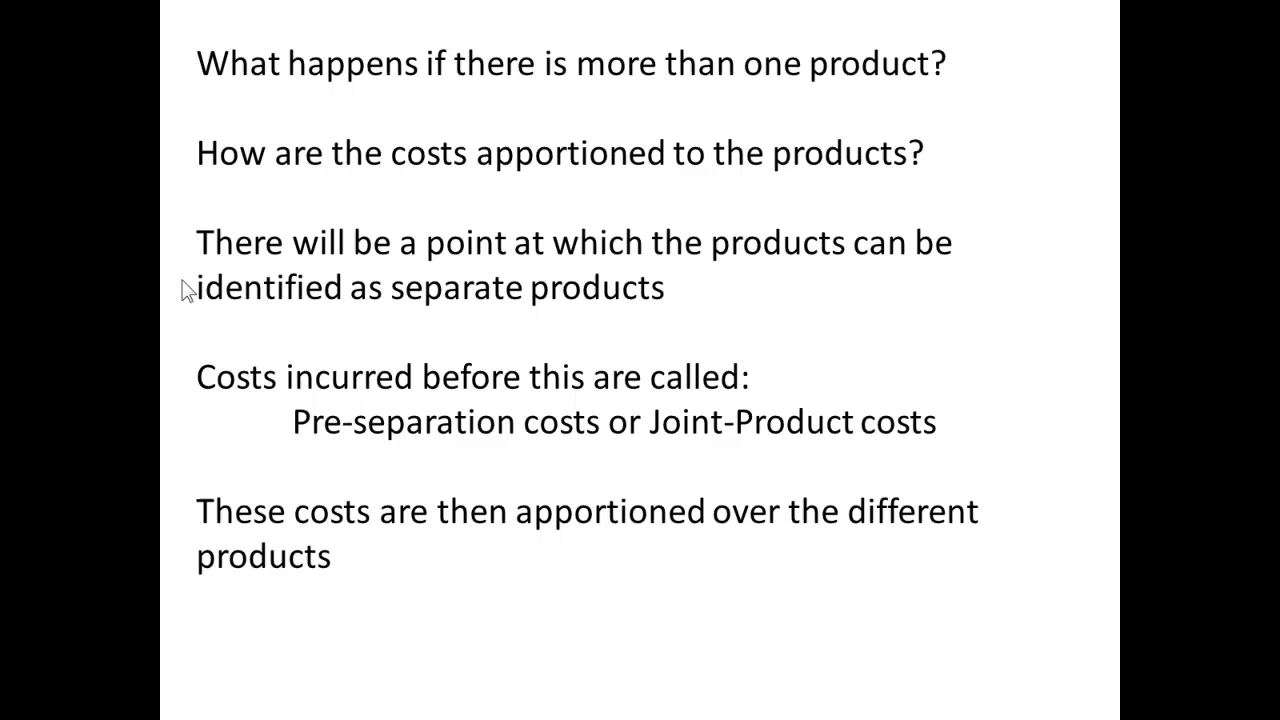 What happens if there is more than one product?
How are the costs apportioned to the products?
There will be a point at which the products can be
identified as separate products
Costs incurred before this are called:
Pre-separation costs or Joint-Product costs
These costs are then apportioned over the different
products